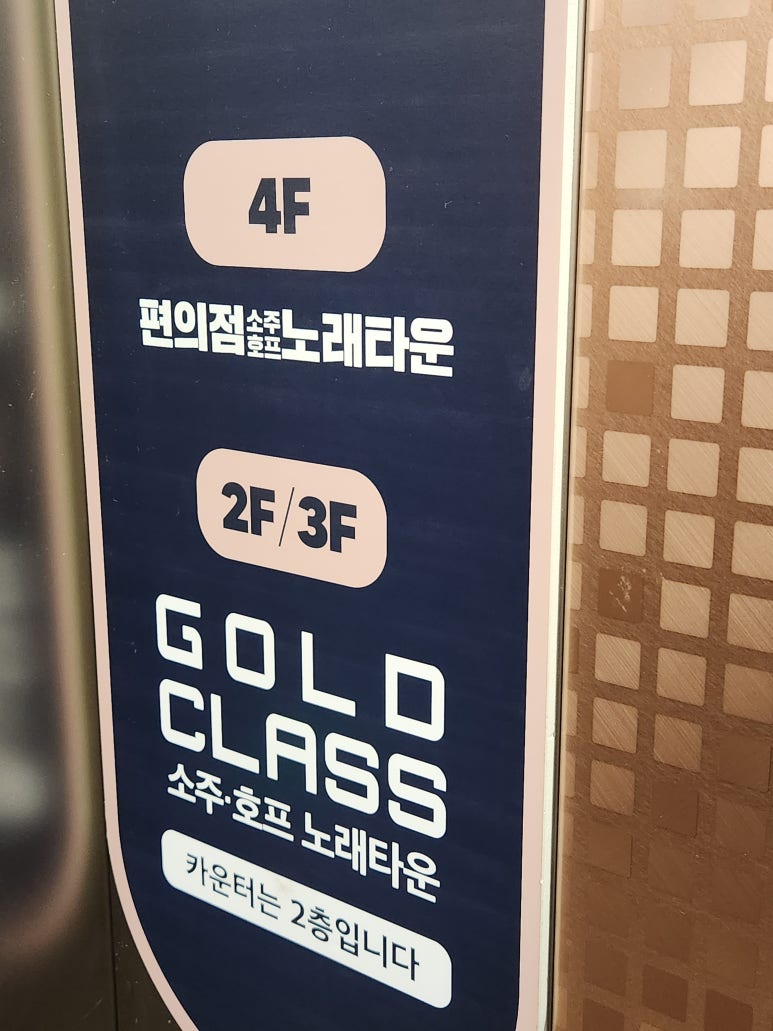 4F
편의점 소주 호프 노래타운
2F/3F
GOLD
CLASS
소주·호프 노래타운
카운터는 2층입니다